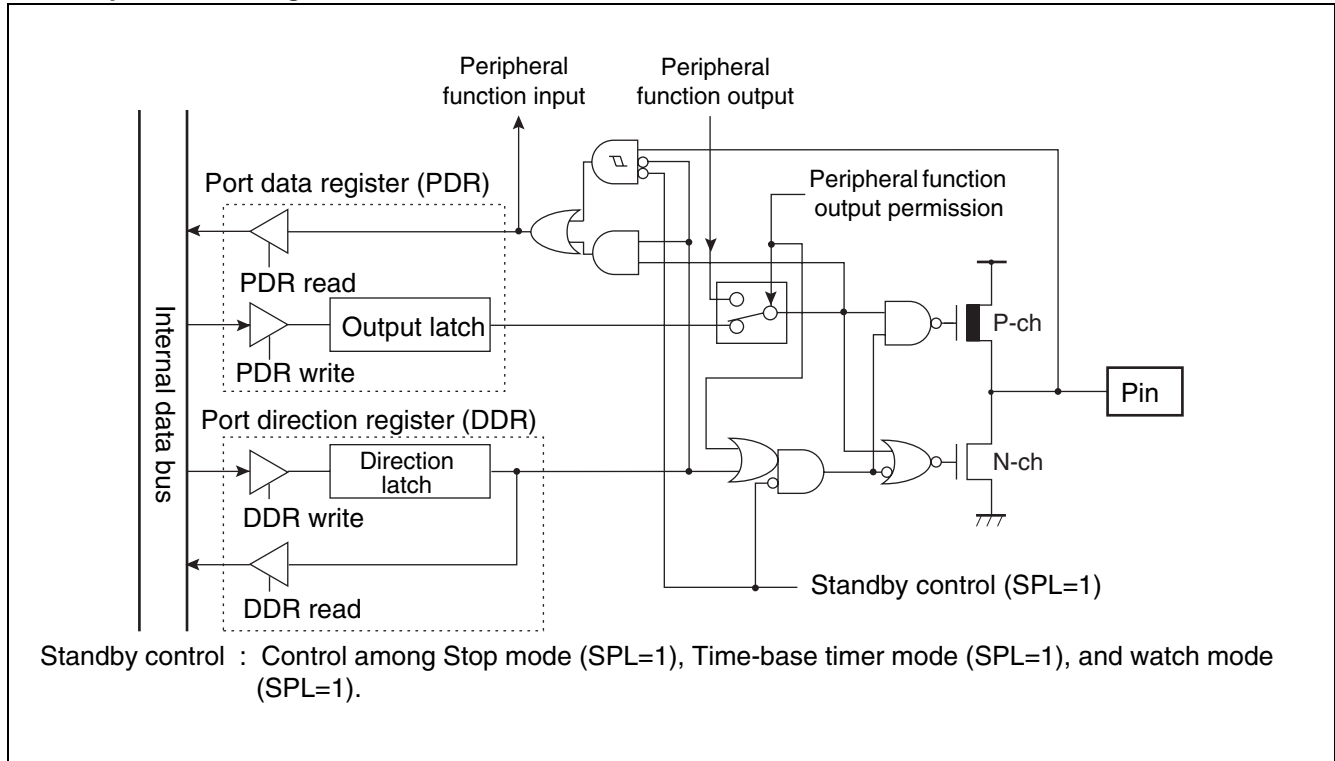 Peripheral
function input
Peripheral
function output
Port data register (PDR)
Peripheral function
output permission
PDR read
Output latch
PDR write
P-ch
Pin
Internal data bus
Port direction register (DDR)
Direction
latch
N-ch
DDR write
Standby control (SPL=1)
DDR read
Standby control : Control among Stop mode (SPL=1), Time-base timer mode (SPL=1), and watch mode
(SPL=1).